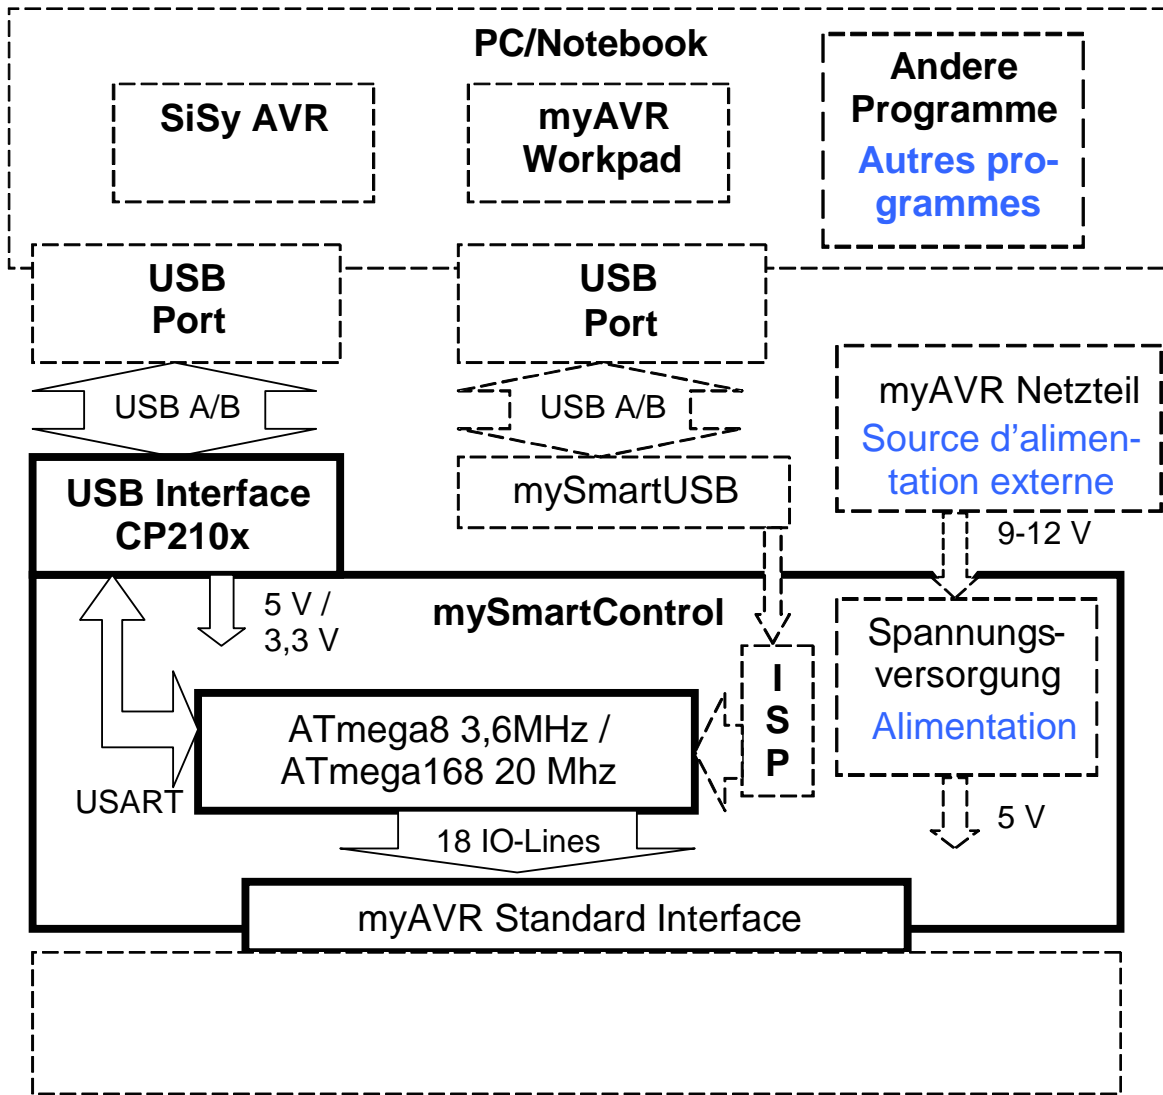 PC/Notebook
SiSy AVR
myAVR
Workpad
Andere
Programme
Autres pro-
grammes
USB
Port
USB
Port
USB A/B
USB A/B
myAVR Netzteil
Source d’alimen-
tation externe
USB Interface
CP210x
mySmartUSB
9-12 V
5 V /
3,3 V
mySmartControl
I
S
P
Spannungs-
versorgung
Alimentation
ATmega8 3,6MHz /
ATmega168 20 Mhz
USART
18 IO-Lines
5 V
myAVR Standard Interface